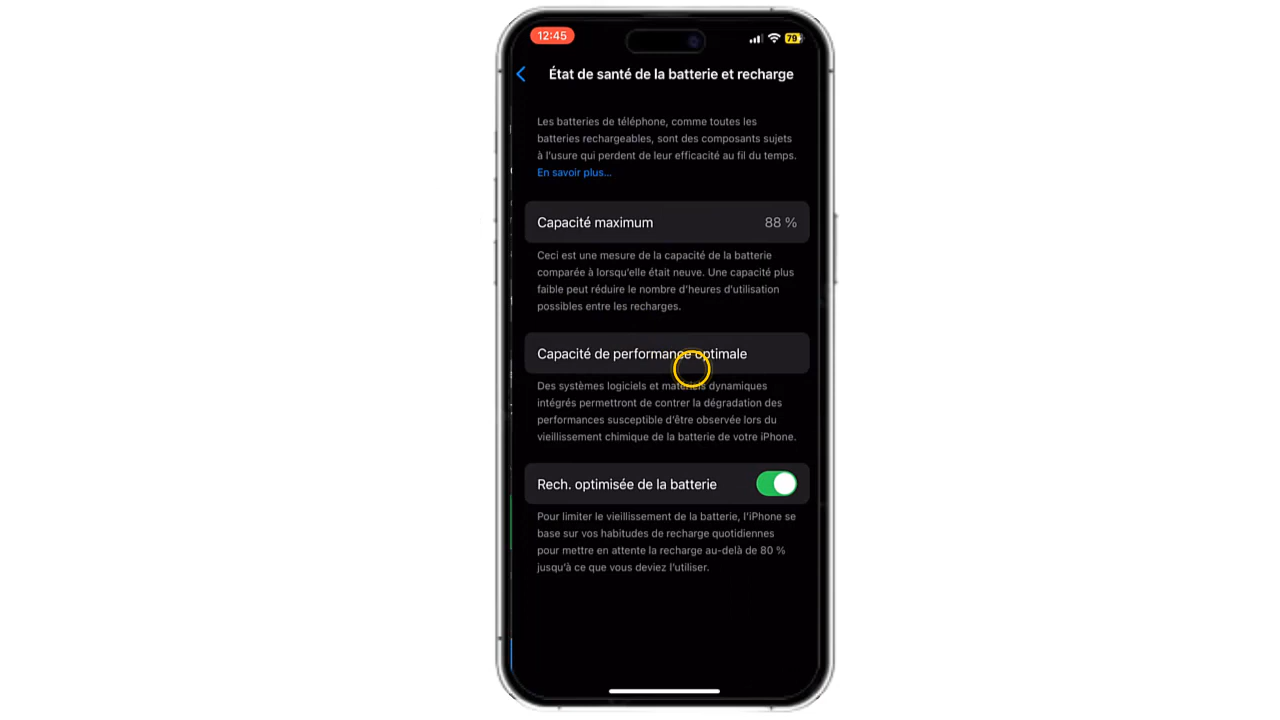 12:45
79
État de santé de la batterie et recharge
Les batteries de téléphone, comme toutes les
batteries rechargeables, sont des composants sujets
à l'usure qui perdent de leur efficacité au fil du temps.
En savoir plus...
Capacité maximum 88 %
Ceci est une mesure de la capacité de la batterie
comparée à lorsqu'elle était neuve. Une capacité plus
faible peut réduire le nombre d'heures d'utilisation
possibles entre les recharges.
Capacité de performance optimale
Des systèmes logiciels et matériels dynamiques
intégrés permettront de contrer la dégradation des
performances susceptible d'être observée lors du
vieillissement chimique de la batterie de votre iPhone.
Rech. optimisée de la batterie
Pour limiter le vieillissement de la batterie, l'iPhone se
base sur vos habitudes de recharge quotidiennes
pour mettre en attente la recharge au-delà de 80 %
jusqu'à ce que vous deviez l'utiliser.